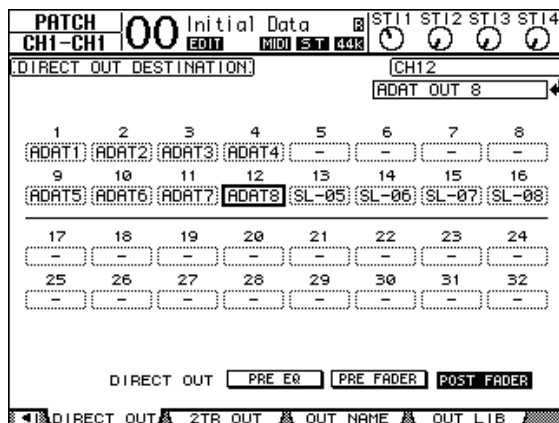 PATCH 00 Initial Data R STI1 STI2 STI3 STI4
CH1-CH1 EDIT MIDI ST 44K
DIRECT OUT DESTINATION CH12
ADAT OUT 8
1 2 3 4 5 6 7 8
ADAT1 ADAT2 ADAT3 ADAT4 - - - -
9 10 11 12 13 14 15 16
ADAT5 ADAT6 ADAT7 ADAT8 SL-05 SL-06 SL-07 SL-08
17 18 19 20 21 22 23 24
- - - - - - - -
25 26 27 28 29 30 31 32
- - - - - - - -
DIRECT OUT PRE EQ PRE FADER POST FADER
DIRECT OUT 2TR OUT OUT NAME OUT LIB